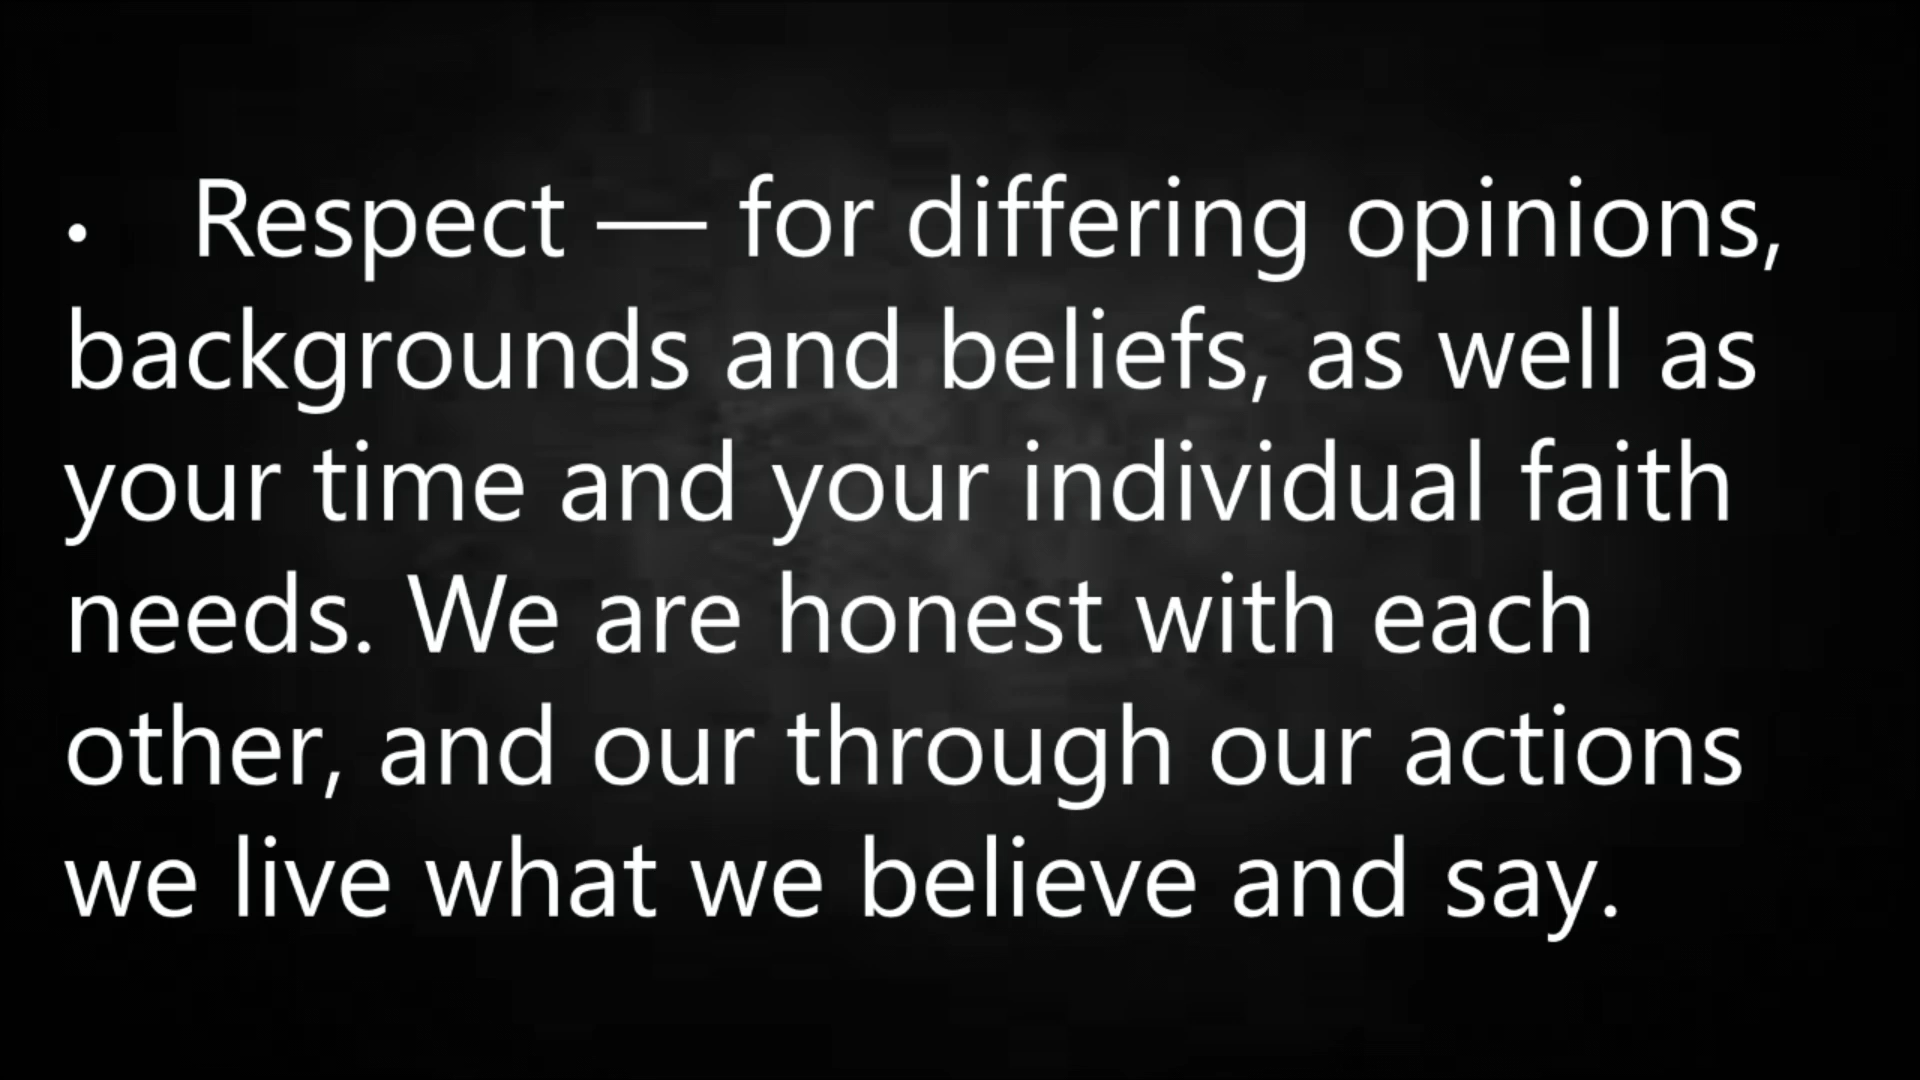 • Respect — for differing opinions,
backgrounds and beliefs, as well as
your time and your individual faith
needs. We are honest with each
other, and our through our actions
we live what we believe and say.